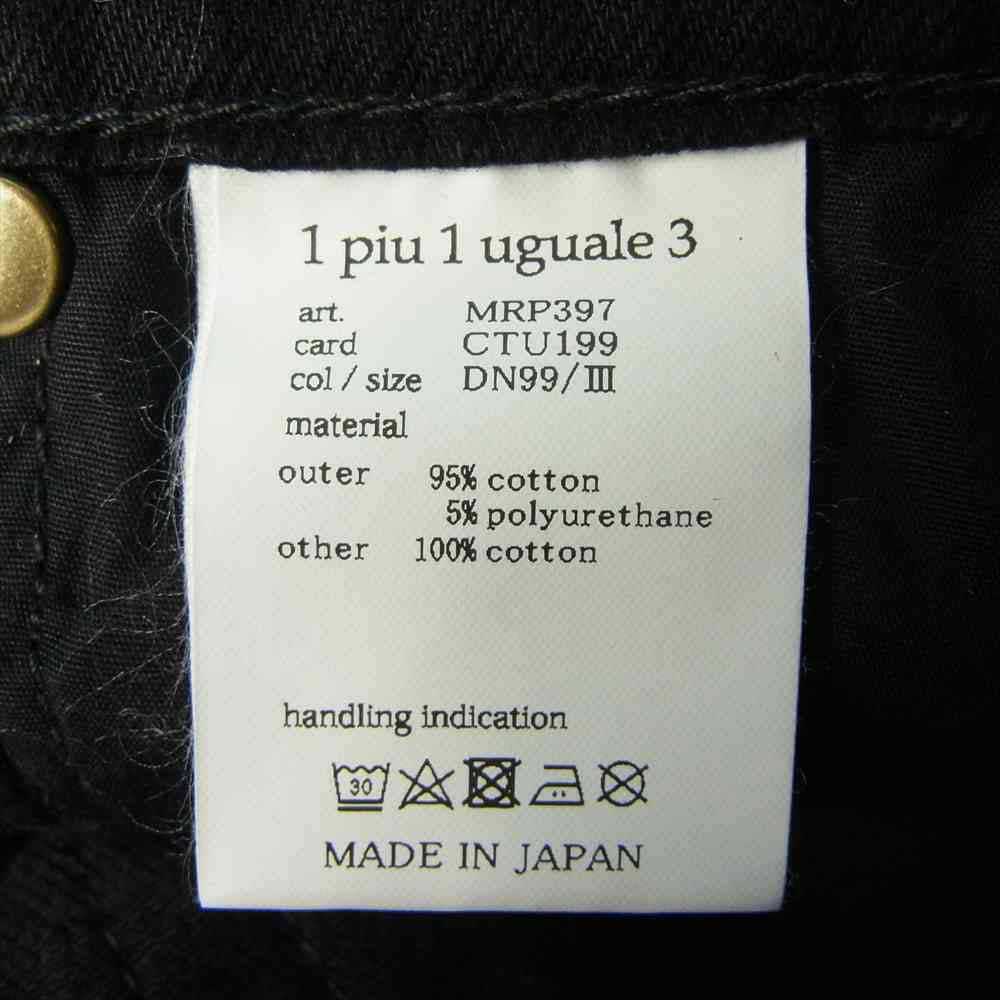 1 piu 1 uguale 3
art. MRP397
card CTU199
col / size DN99/Ⅲ
material
outer 95% cotton
5% polyurethane
other 100% cotton
handling indication
30
MADE IN JAPAN